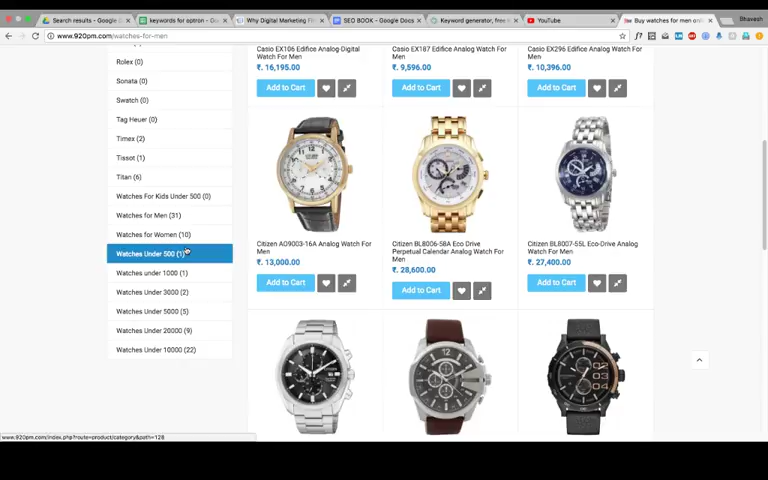 Search results - Google D
keywords for optron - Goo
Why Digital Marketing Fi
SEO BOOK - Google Docs
Keyword generator, free
YouTube
Buy watches for men onli
Bhavesh
www.920pm.com/watches-for-men
Rolex (0)
Sonata (0)
Swatch (0)
Tag Heuer (0)
Timex (2)
Tissot (1)
Titan (6)
Watches For Kids Under 500 (0)
Watches for Men (31)
Watches for Women (10)
Watches Under 500 (1)
Watches under 1000 (1)
Watches Under 3000 (2)
Watches Under 5000 (5)
Watches Under 20000 (9)
Watches Under 10000 (22)
Casio EX106 Edifice Analog-Digital
Watch For Men
₹. 16,195.00
Add to Cart
Casio EX187 Edifice Analog Watch For
Men
₹. 9,596.00
Add to Cart
Casio EX296 Edifice Analog Watch For
Men
₹. 10,396.00
Add to Cart
Citizen AO9003-16A Analog Watch For
Men
₹. 13,000.00
Add to Cart
Citizen BL8006-58A Eco Drive
Perpetual Calendar Analog Watch For
Men
₹. 28,600.00
Add to Cart
Citizen BL8007-55L Eco-Drive Analog
Watch For Men
₹. 27,400.00
Add to Cart
www.920pm.com/index.php?route=product/category&path=128